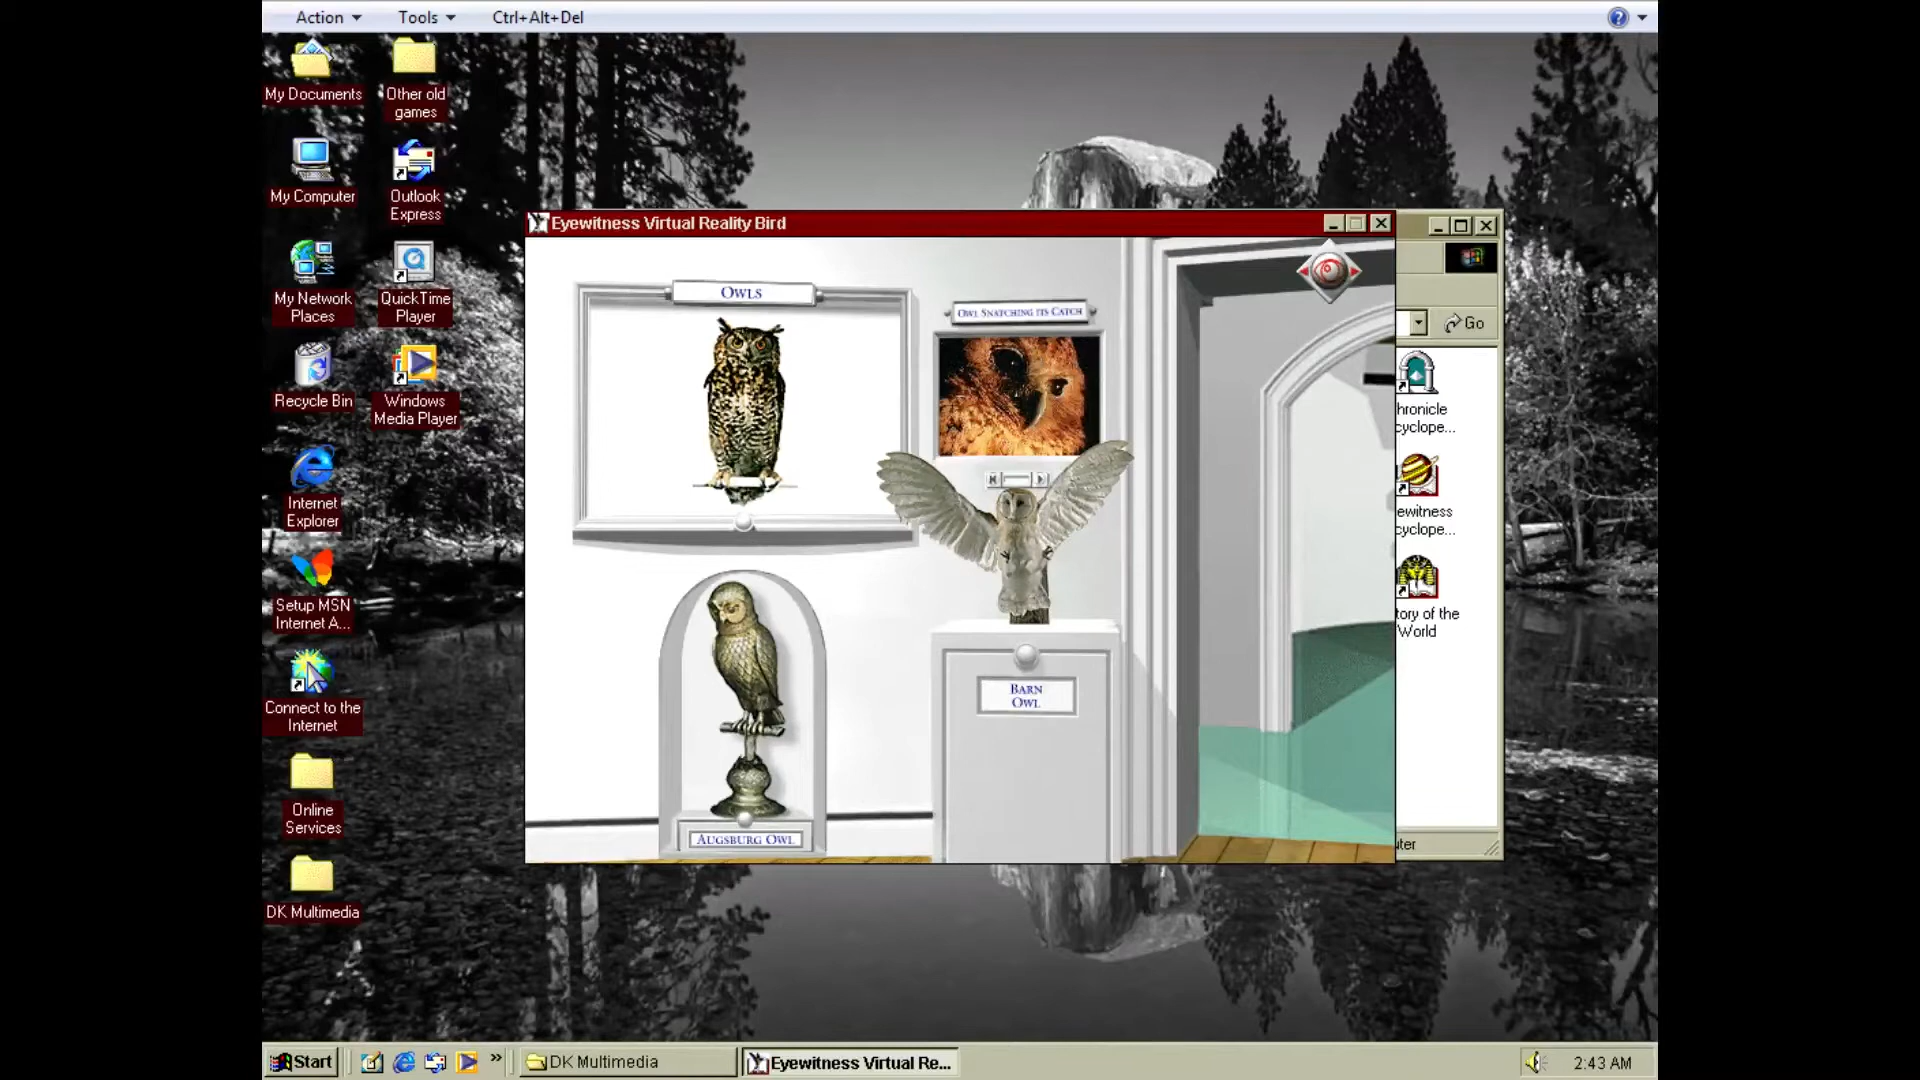 Action
Tools
Ctrl+Alt+Del
My Documents
Other old
games
My Computer
Outlook
Express
My Network
Places
QuickTime
Player
Recycle Bin
Windows
Media Player
Internet
Explorer
Setup MSN
Internet A...
Connect to the
Internet
Online
Services
DK Multimedia
Eyewitness Virtual Reality Bird
OWLS
OWL SNATCHING ITS CATCH
BARN
OWL
AUGSBURG OWL
Go
hronicle
cyclope...
ewitness
cyclope...
tory of the
World
uter
Start
DK Multimedia
Eyewitness Virtual Re...
2:43 AM